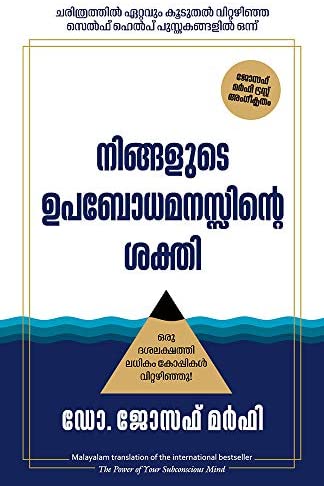 ചരിത്രത്തിൽ ഏറ്റവും കൂടുതൽ വിറ്റഴിഞ്ഞ
സെൽഫ് ഹെൽപ് പുസ്തകങ്ങളിൽ ഒന്ന്
ജോസഫ്
മർഫി ട്രസ്റ്റ്
അംഗീകൃതം
നിങ്ങളുടെ
ഉപബോധമനസ്സിന്റെ
ശക്തി
ഒരു
ദശലക്ഷത്തി
ലധികം കോപ്പികൾ
വിറ്റഴിഞ്ഞു!
ഡോ. ജോസഫ് മർഫി
Malayalam translation of the international bestseller
The Power of Your Subconscious Mind